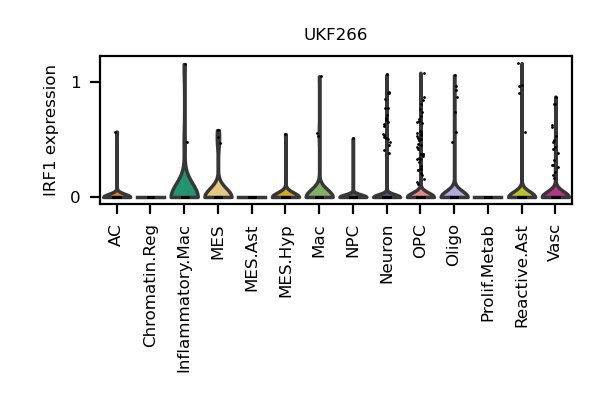 UKF266
IRF1 expression
1
0
AC
Chromatin.Reg
Inflammatory.Mac
MES
MES.Ast
MES.Hyp
Mac
NPC
Neuron
OPC
Oligo
Prolif.Metab
Reactive.Ast
Vasc